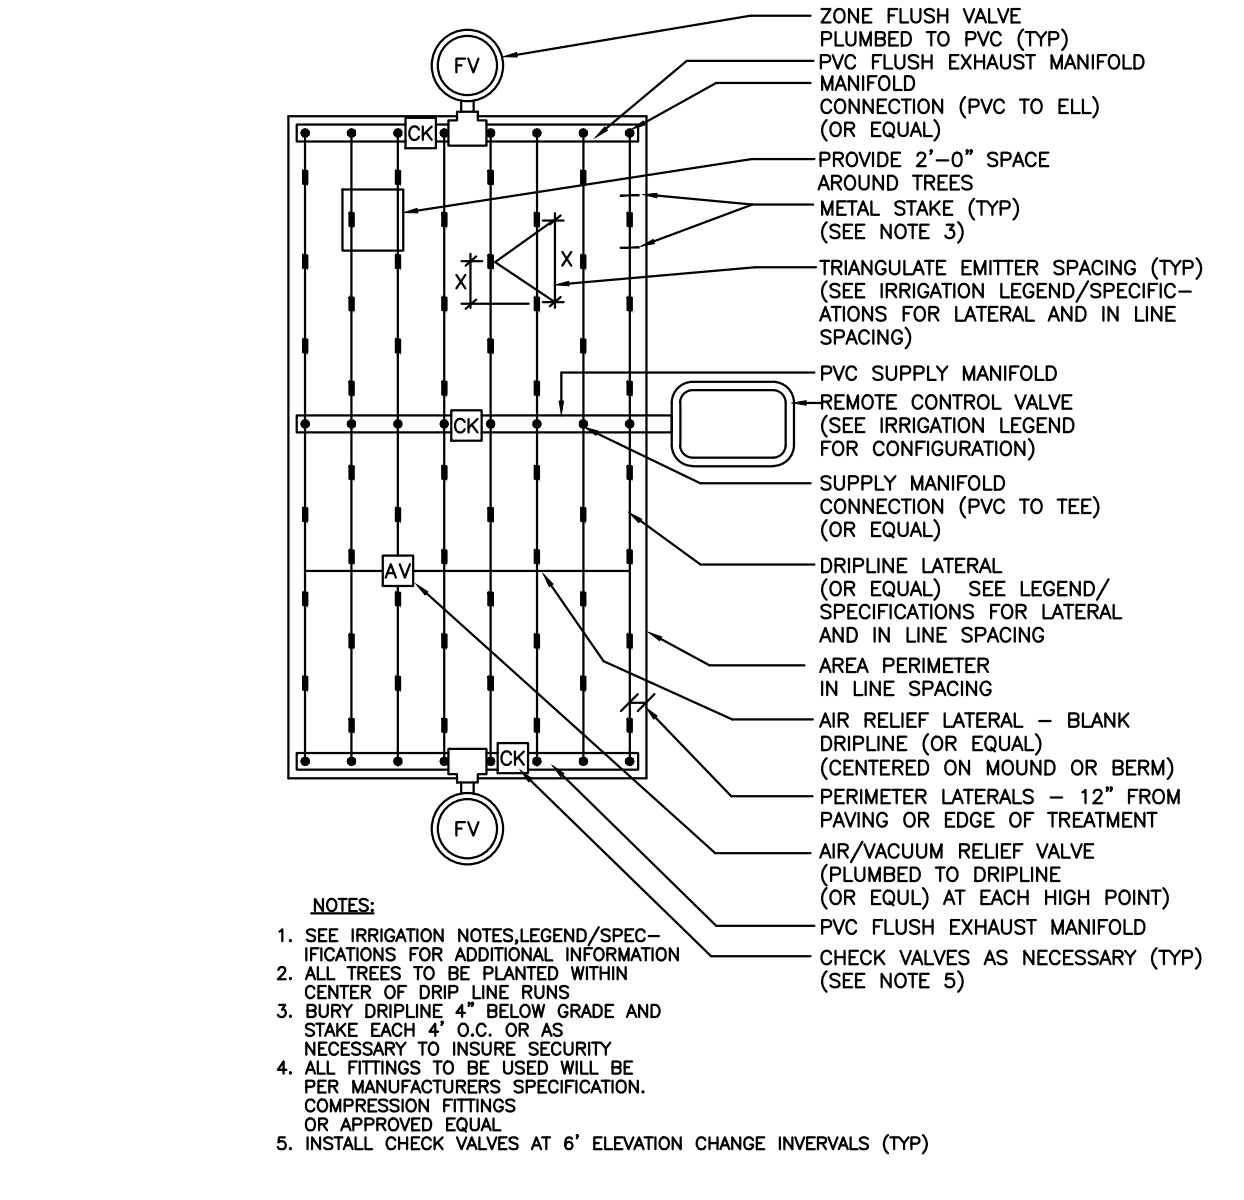 ZONE FLUSH VALVE
PLUMBED TO PVC (TYP)
PVC FLUSH EXHAUST MANIFOLD
MANIFOLD
CONNECTION (PVC TO ELL)
(OR EQUAL)
PROVIDE 2'-0" SPACE
AROUND TREES
METAL STAKE (TYP)
(SEE NOTE 3)
TRIANGULATE EMITTER SPACING (TYP)
(SEE IRRIGATION LEGEND/SPECIFIC-
ATIONS FOR LATERAL AND IN LINE
SPACING)
PVC SUPPLY MANIFOLD
REMOTE CONTROL VALVE
(SEE IRRIGATION LEGEND
FOR CONFIGURATION)
SUPPLY MANIFOLD
CONNECTION (PVC TO TEE)
(OR EQUAL)
DRIPLINE LATERAL
(OR EQUAL) SEE LEGEND/
SPECIFICATIONS FOR LATERAL
AND IN LINE SPACING
AREA PERIMETER
IN LINE SPACING
AIR RELIEF LATERAL - BLANK
DRIPLINE (OR EQUAL)
(CENTERED ON MOUND OR BERM)
PERIMETER LATERALS - 12" FROM
PAVING OR EDGE OF TREATMENT
AIR/VACUUM RELIEF VALVE
(PLUMBED TO DRIPLINE
(OR EQUL) AT EACH HIGH POINT)
PVC FLUSH EXHAUST MANIFOLD
CHECK VALVES AS NECESSARY (TYP)
(SEE NOTE 5)
FV
CK
X
X
CK
AV
CK
FV
NOTES:
1. SEE IRRIGATION NOTES,LEGEND/SPEC-
IFICATIONS FOR ADDITIONAL INFORMATION
2. ALL TREES TO BE PLANTED WITHIN
CENTER OF DRIP LINE RUNS
3. BURY DRIPLINE 4" BELOW GRADE AND
STAKE EACH 4' O.C. OR AS
NECESSARY TO INSURE SECURITY
4. ALL FITTINGS TO BE USED WILL BE
PER MANUFACTURERS SPECIFICATION.
COMPRESSION FITTINGS
OR APPROVED EQUAL
5. INSTALL CHECK VALVES AT 6' ELEVATION CHANGE INVERVALS (TYP)